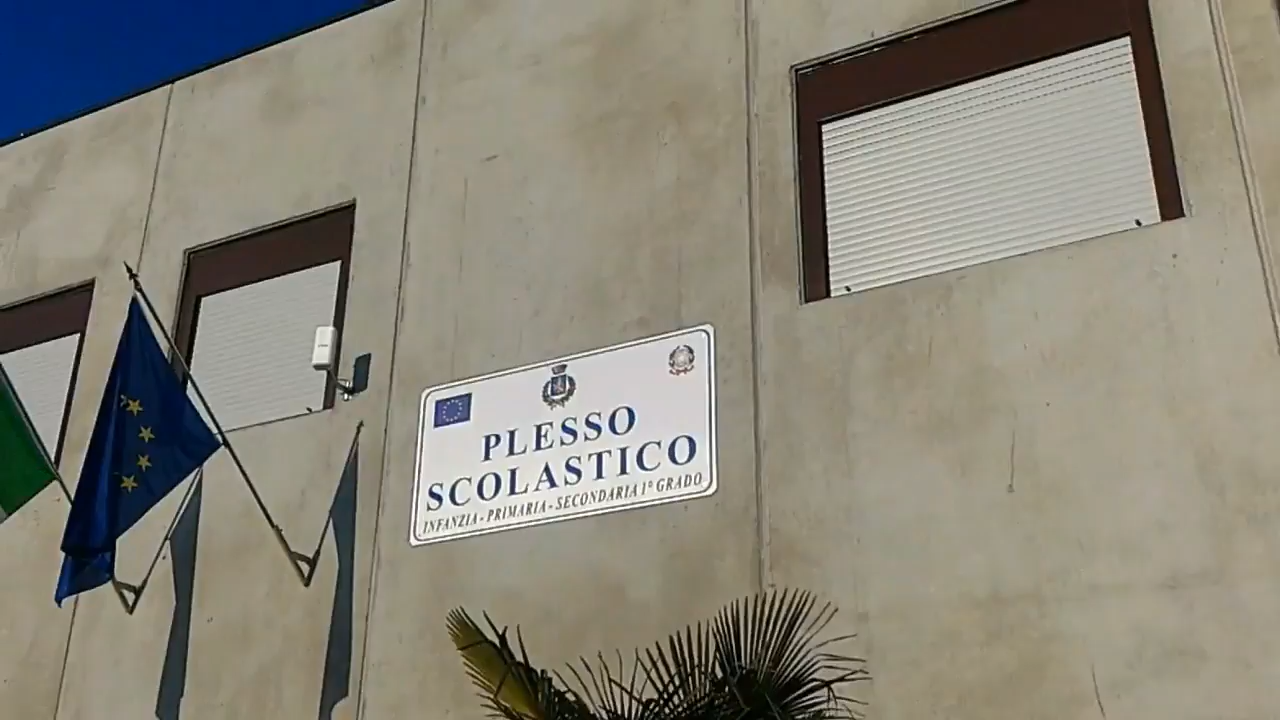 PLESSO
SCOLASTICO
INFANZIA - PRIMARIA - SECONDARIA 1° GRADO